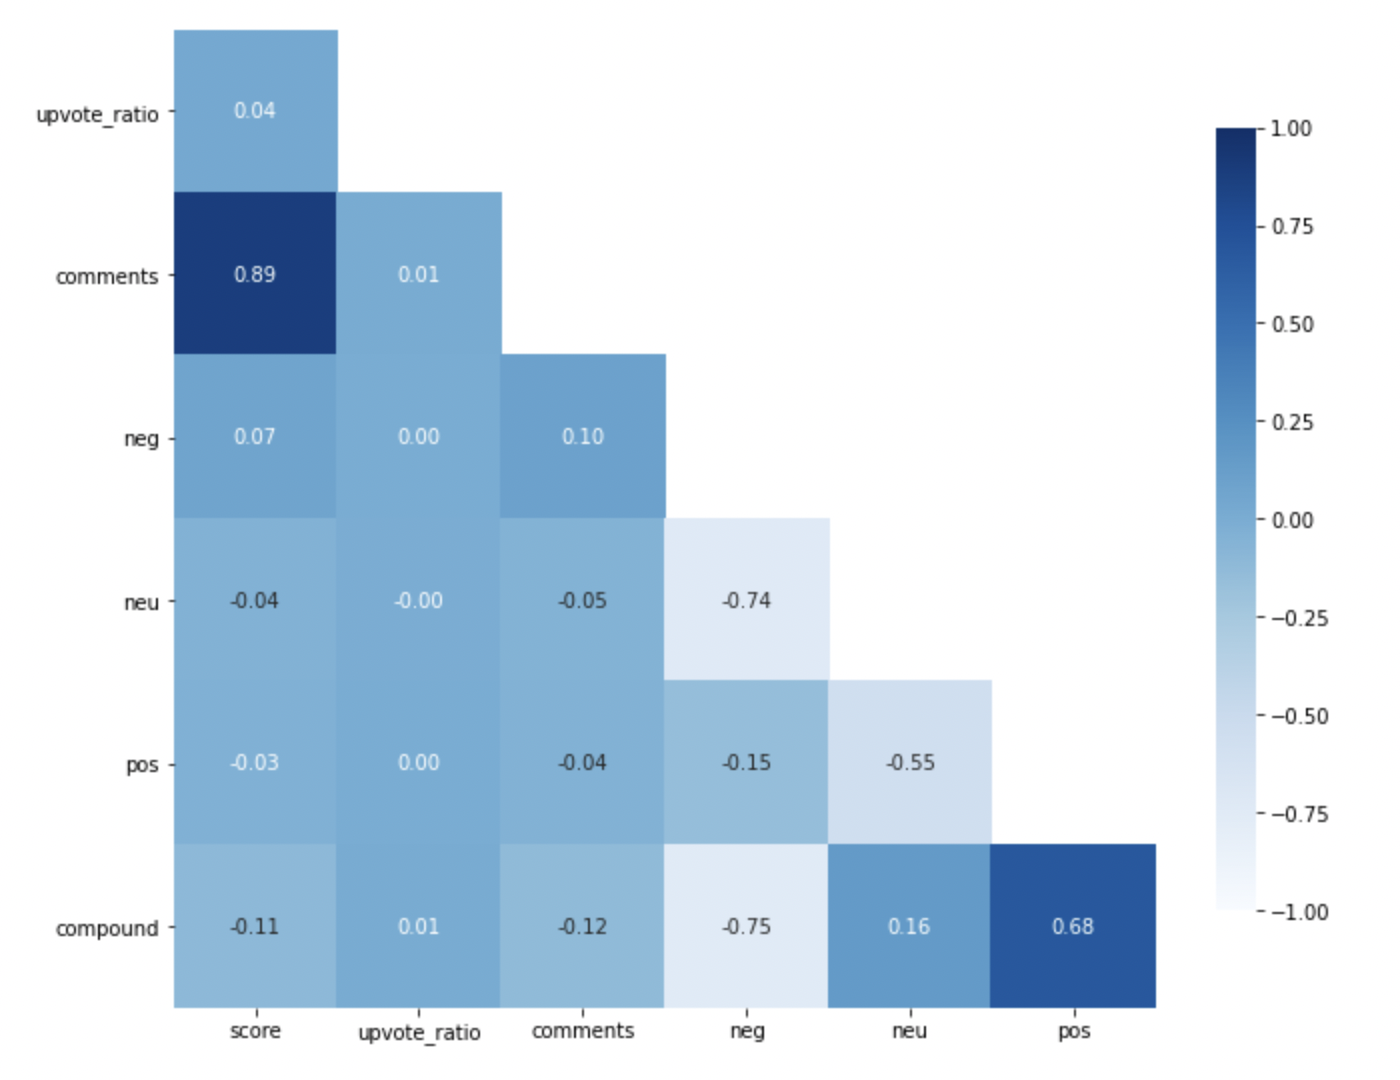 upvote_ratio 0.04
comments 0.89 0.01
neg 0.07 0.00 0.10
neu -0.04 -0.00 -0.05 -0.74
pos -0.03 0.00 -0.04 -0.15 -0.55
compound -0.11 0.01 -0.12 -0.75 0.16 0.68
score upvote_ratio comments neg neu pos
1.00
0.75
0.50
0.25
0.00
−0.25
−0.50
−0.75
−1.00